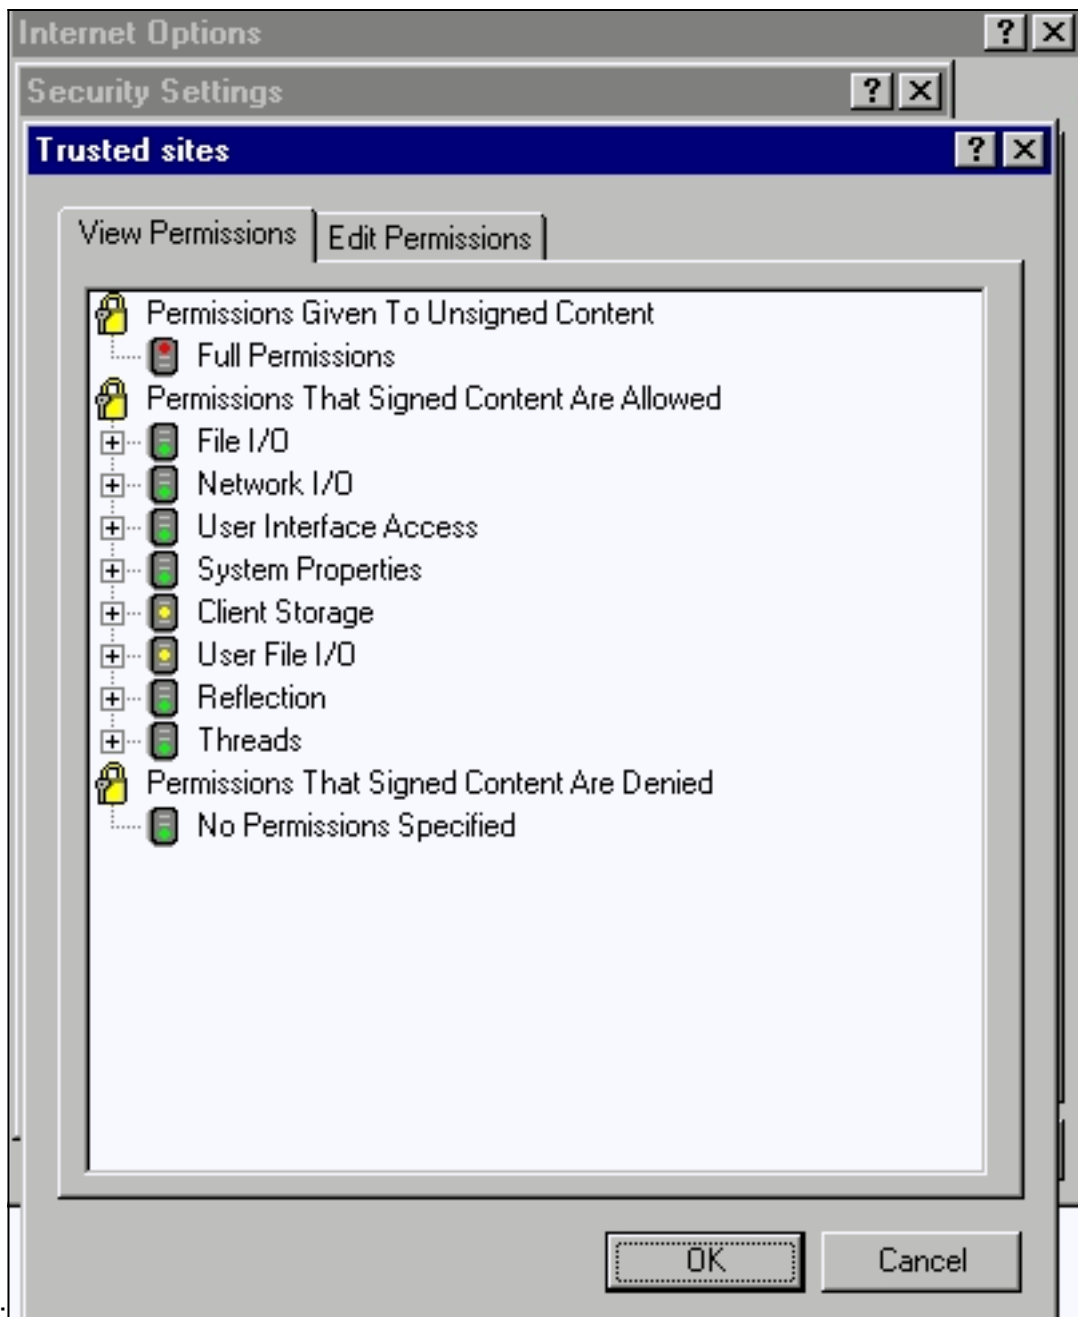 Internet Options
Security Settings
Trusted sites
View Permissions
Edit Permissions
Permissions Given To Unsigned Content
Full Permissions
Permissions That Signed Content Are Allowed
File I/O
Network I/O
User Interface Access
System Properties
Client Storage
User File I/O
Reflection
Threads
Permissions That Signed Content Are Denied
No Permissions Specified
OK
Cancel
.